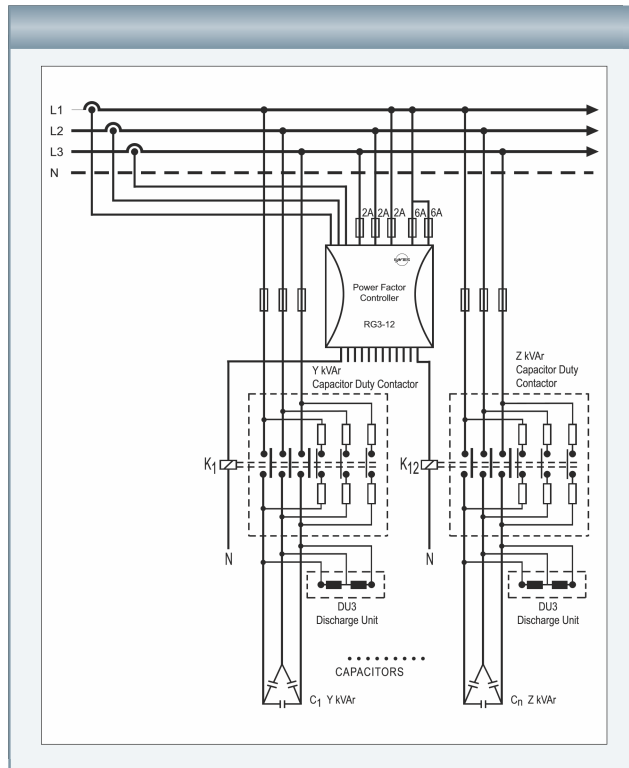 L1
L2
L3
N
2A 2A 2A 6A 6A
Power Factor
Controller
RG3-12
Y kVAr
Capacitor Duty Contactor
Z kVAr
Capacitor Duty
Contactor
K1
K12
N
N
DU3
Discharge Unit
DU3
Discharge Unit
CAPACITORS
C1 Y kVAr
Cn Z kVAr